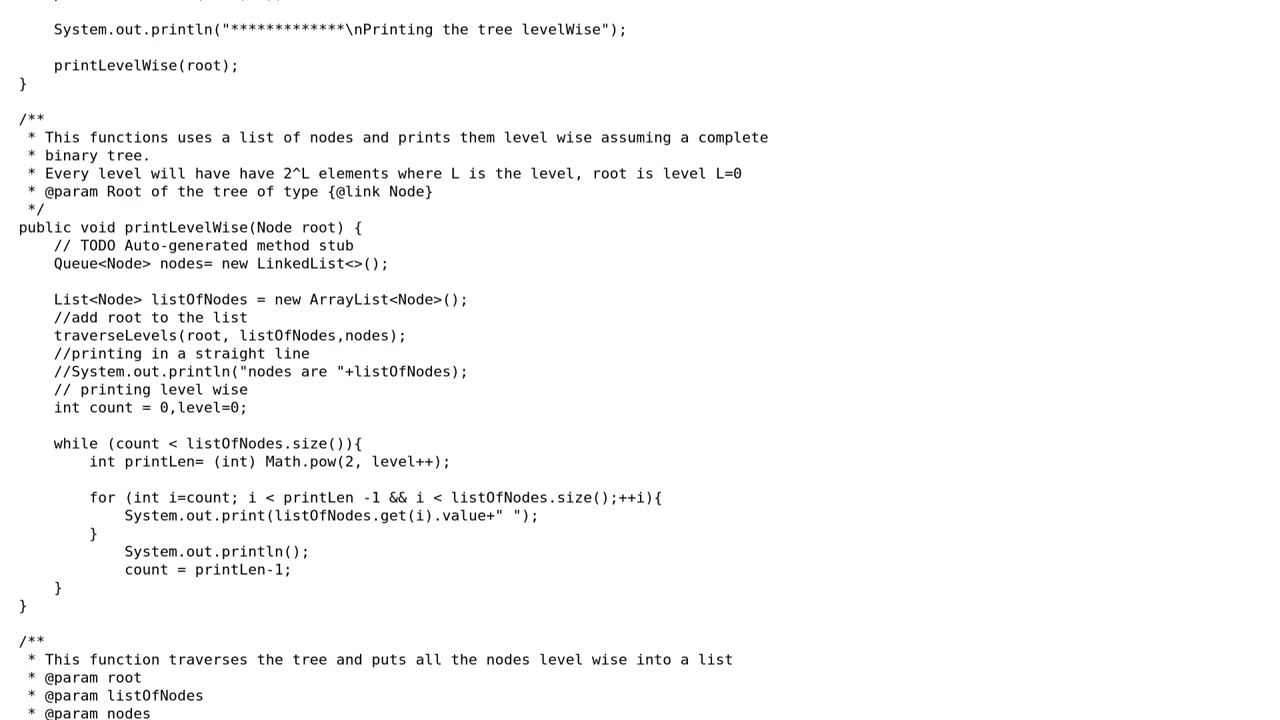 System.out.println("*************\nPrinting the tree levelWise");

    printLevelWise(root);
}

/**
 * This functions uses a list of nodes and prints them level wise assuming a complete
 * binary tree.
 * Every level will have have 2^L elements where L is the level, root is level L=0
 * @param Root of the tree of type {@link Node}
 */
public void printLevelWise(Node root) {
    // TODO Auto-generated method stub
    Queue<Node> nodes= new LinkedList<>();

    List<Node> listOfNodes = new ArrayList<Node>();
    //add root to the list
    traverseLevels(root, listOfNodes,nodes);
    //printing in a straight line
    //System.out.println("nodes are "+listOfNodes);
    // printing level wise
    int count = 0,level=0;

    while (count < listOfNodes.size()){
        int printLen= (int) Math.pow(2, level++);

        for (int i=count; i < printLen -1 && i < listOfNodes.size();++i){
            System.out.print(listOfNodes.get(i).value+" ");
        }
            System.out.println();
            count = printLen-1;
    }
}

/**
 * This function traverses the tree and puts all the nodes level wise into a list
 * @param root
 * @param listOfNodes
 * @param nodes